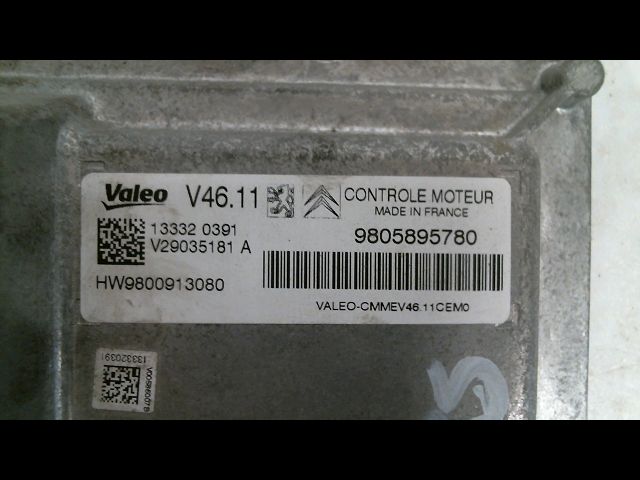 Valeo V46.11 CONTROLE MOTEUR
MADE IN FRANCE
13332 0391
V29035181 A
9805895780
HW9800913080
VALEO-CMMEV46.11CEM0
133320391
S